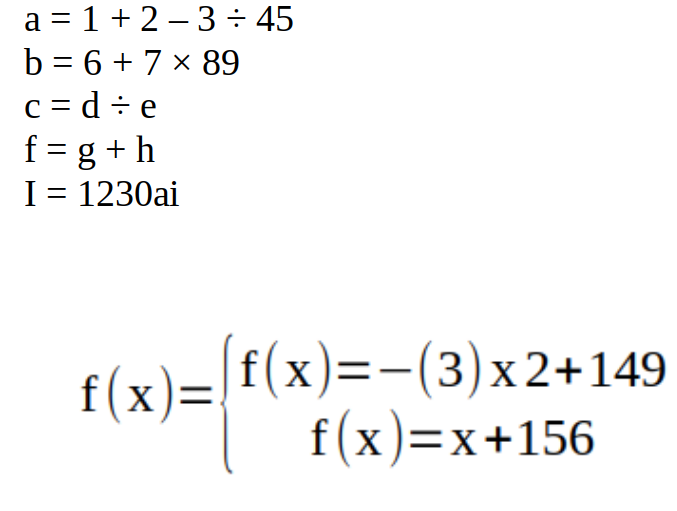 a = 1 + 2 – 3 ÷ 45
b = 6 + 7 × 89
c = d ÷ e
f = g + h
I = 1230ai
f(x)={f(x)=−(3)x2+149
f(x)=x+156